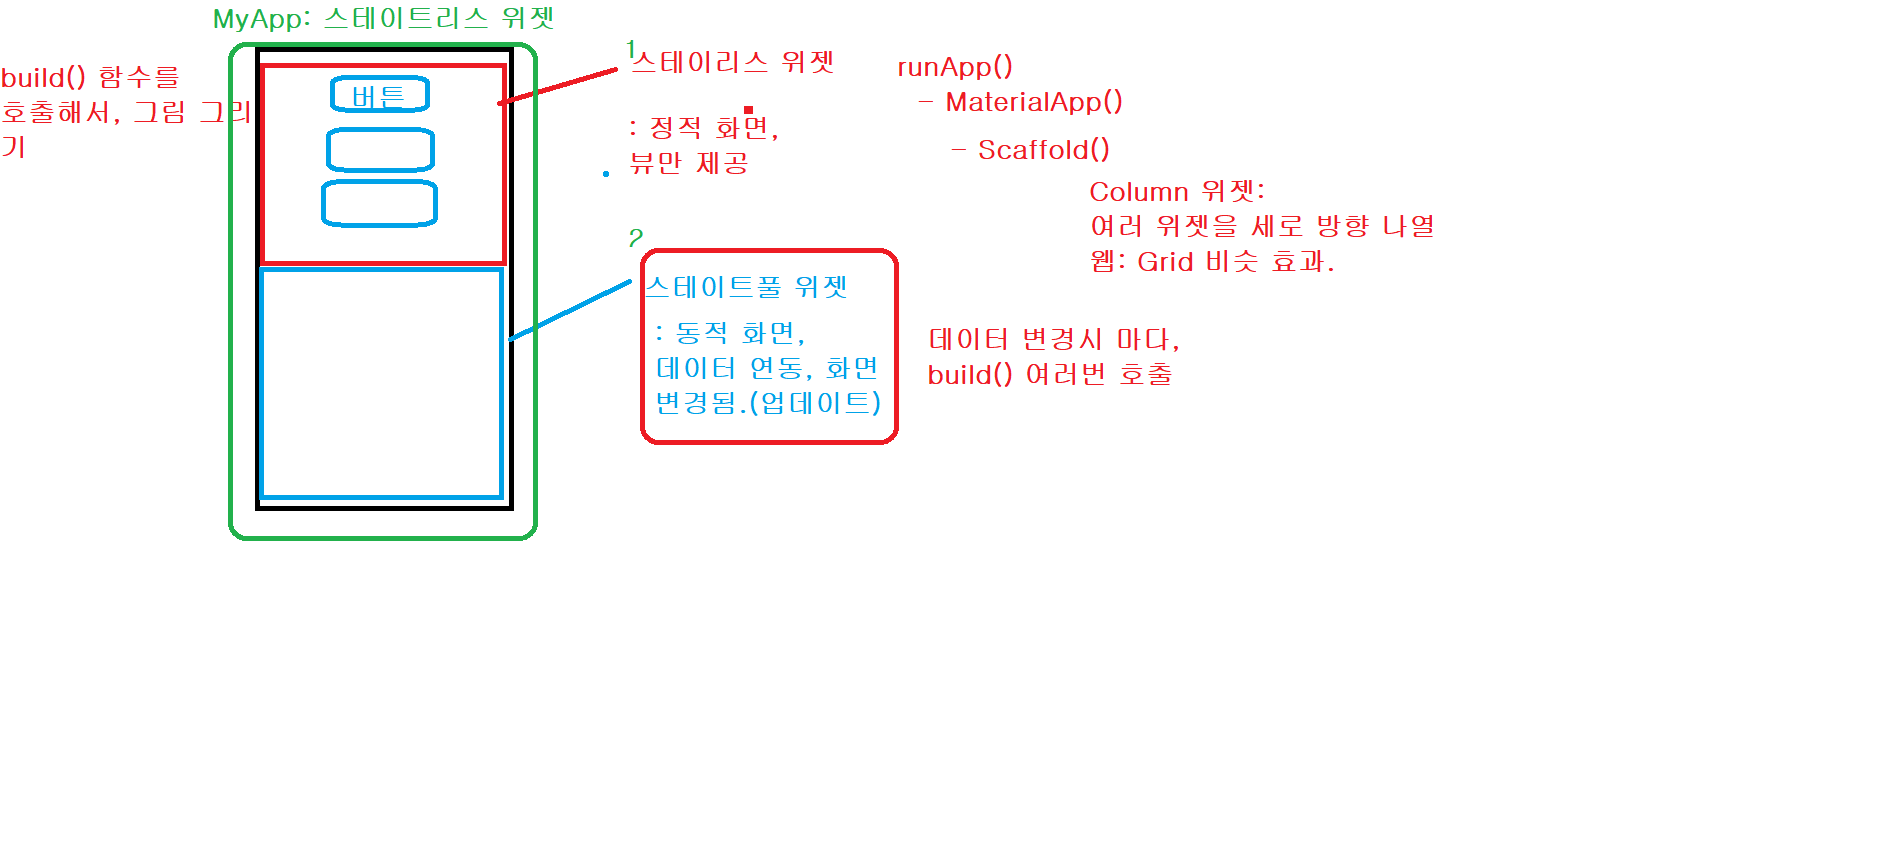 MyApp: 스테이트리스 위젯
build() 함수를
호출해서, 그림 그리
기
버튼
1
스테이리스 위젯
: 정적 화면,
뷰만 제공
2
스테이트풀 위젯
: 동적 화면,
데이터 연동, 화면
변경됨.(업데이트)
runApp()
- MaterialApp()
- Scaffold()
Column 위젯:
여러 위젯을 세로 방향 나열
웹: Grid 비슷 효과.
데이터 변경시 마다,
build() 여러번 호출